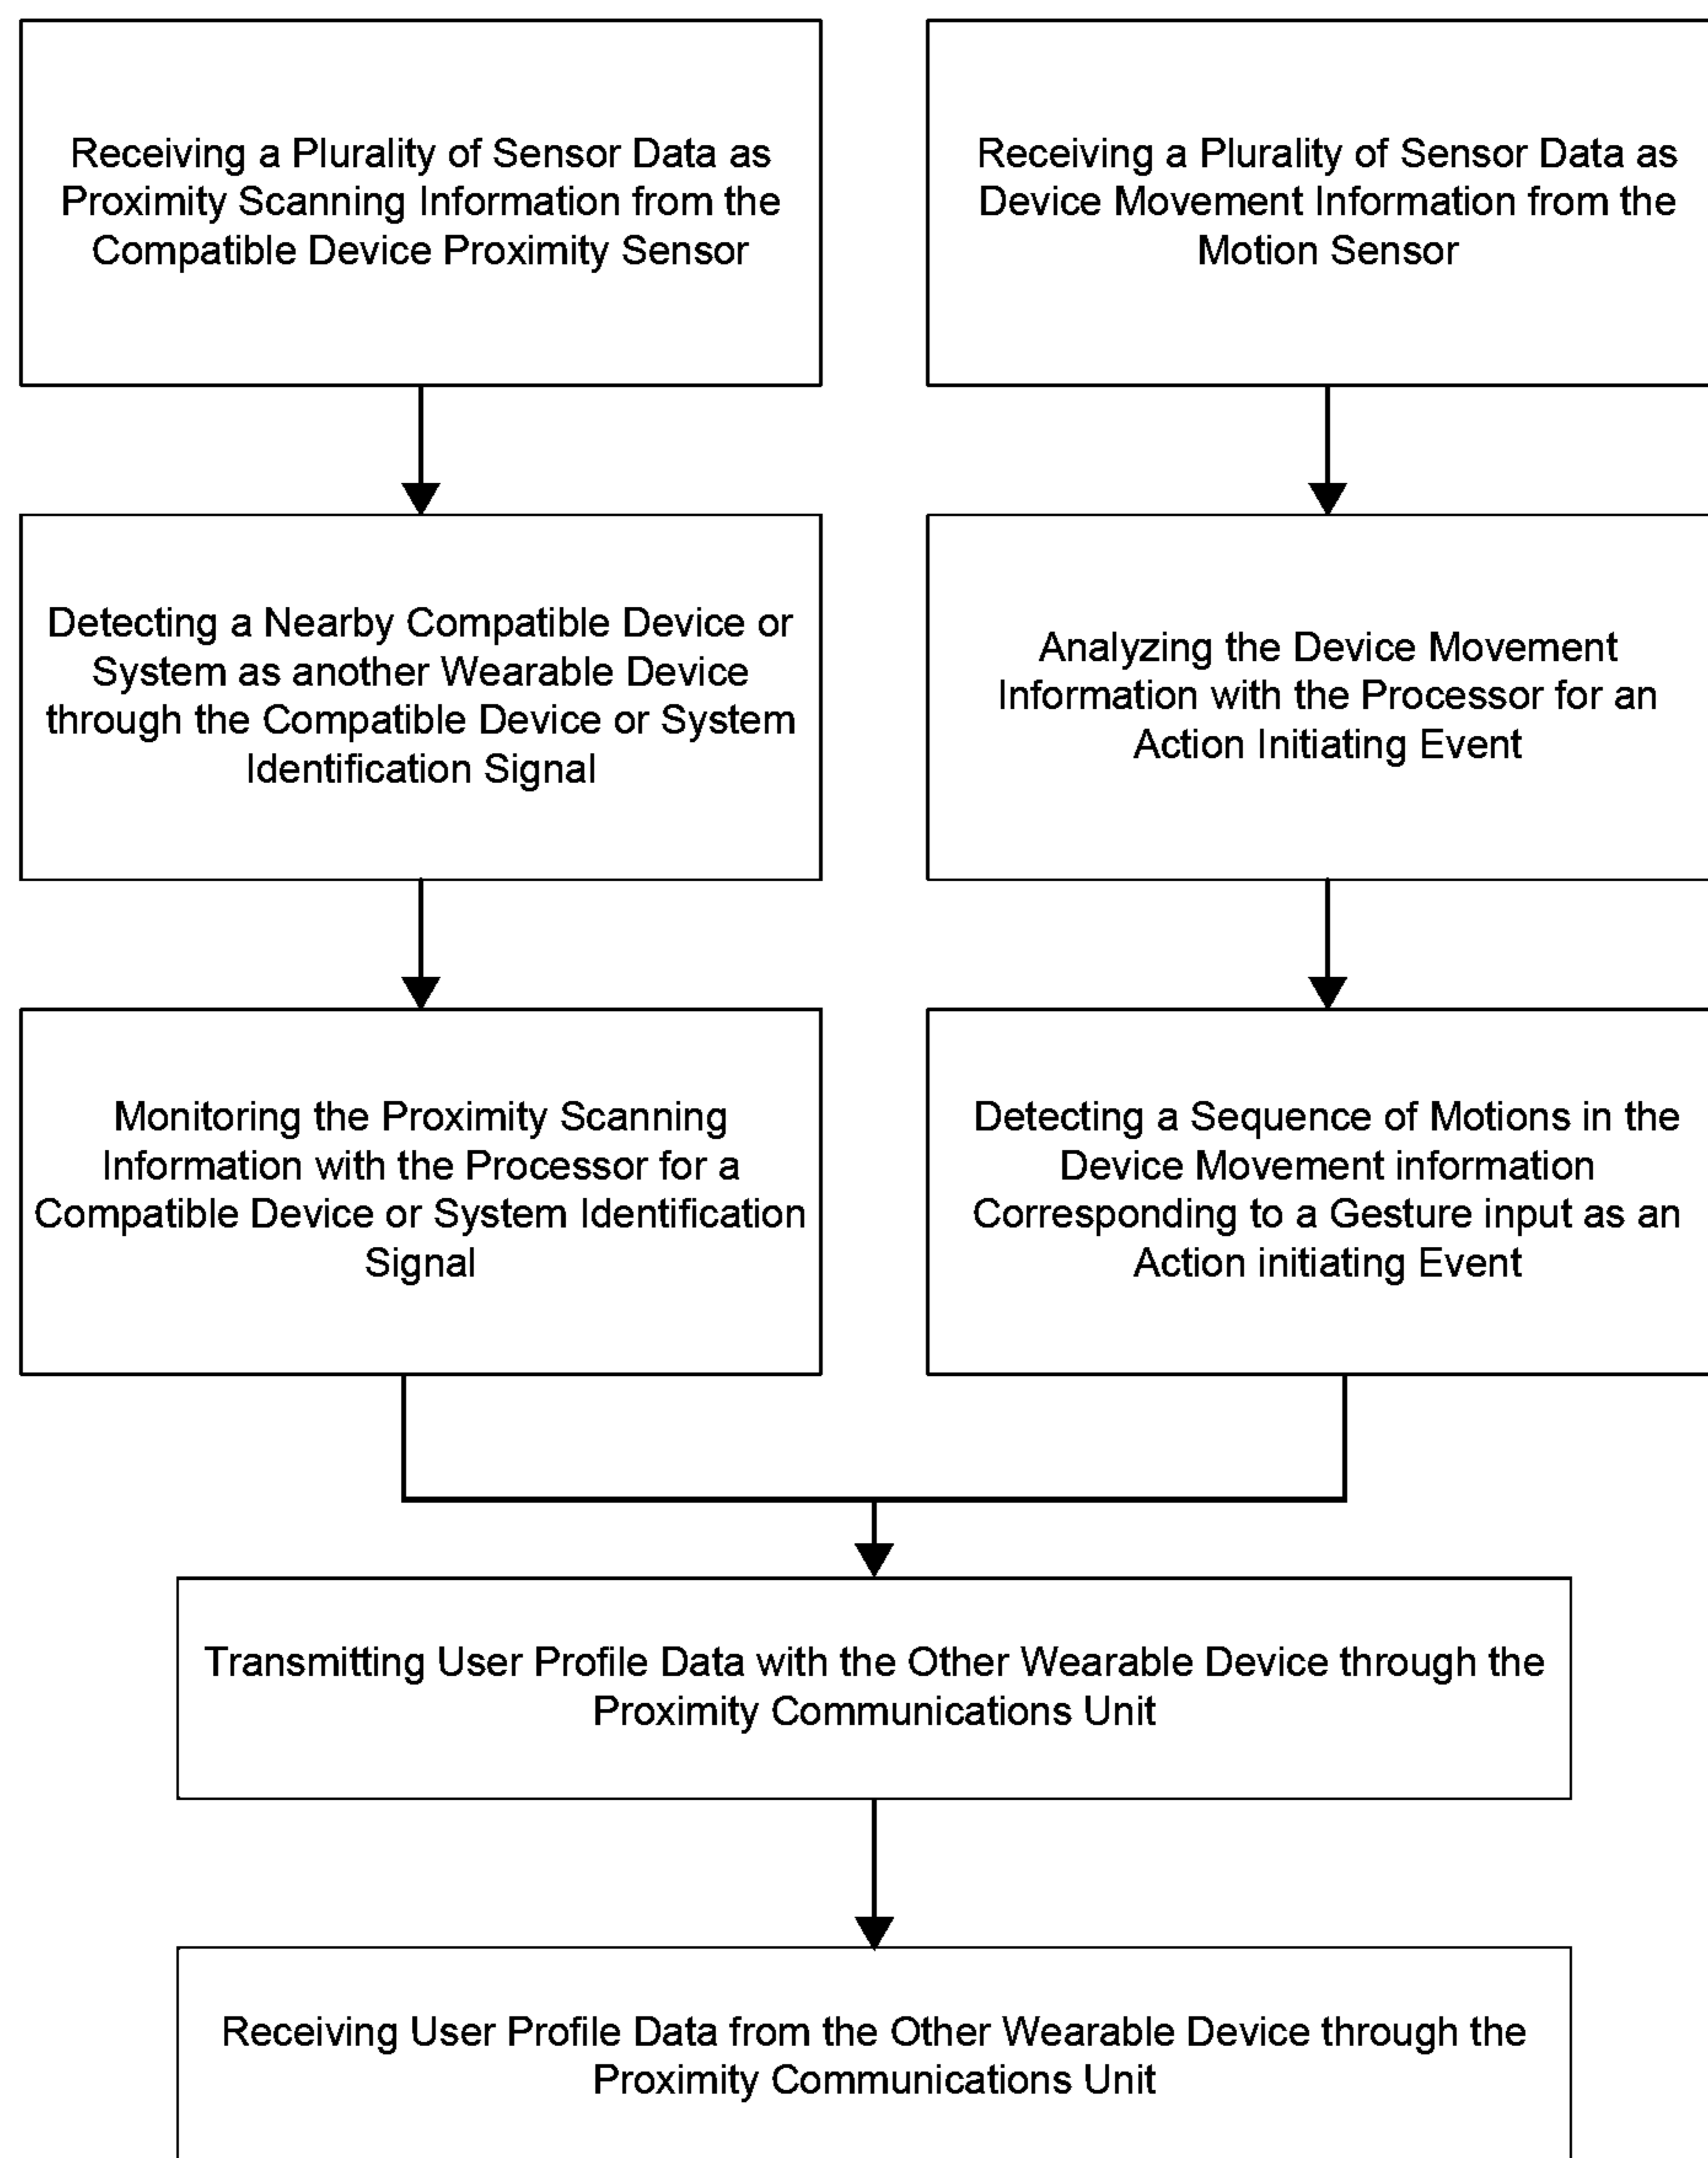 Receiving a Plurality of Sensor Data as
Proximity Scanning Information from the
Compatible Device Proximity Sensor
Receiving a Plurality of Sensor Data as
Device Movement Information from the
Motion Sensor
Detecting a Nearby Compatible Device or
System as another Wearable Device
through the Compatible Device or System
Identification Signal
Analyzing the Device Movement
Information with the Processor for an
Action Initiating Event
Monitoring the Proximity Scanning
Information with the Processor for a
Compatible Device or System Identification
Signal
Detecting a Sequence of Motions in the
Device Movement information
Corresponding to a Gesture input as an
Action initiating Event
Transmitting User Profile Data with the Other Wearable Device through the
Proximity Communications Unit
Receiving User Profile Data from the Other Wearable Device through the
Proximity Communications Unit